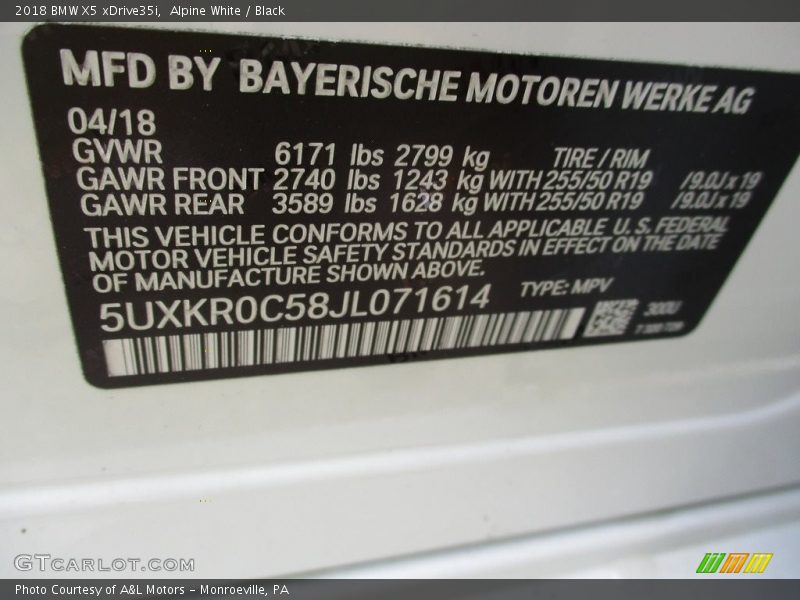 2018 BMW X5 xDrive35i, Alpine White / Black
MFD BY BAYERISCHE MOTOREN WERKE AG
04/18
GVWR 6171 lbs 2799 kg TIRE / RIM
GAWR FRONT 2740 lbs 1243 kg WITH 255/50 R19 /9.0J x 19
GAWR REAR 3589 lbs 1628 kg WITH 255/50 R19 /9.0J x 19
THIS VEHICLE CONFORMS TO ALL APPLICABLE U. S. FEDERAL
MOTOR VEHICLE SAFETY STANDARDS IN EFFECT ON THE DATE
OF MANUFACTURE SHOWN ABOVE.
5UXKR0C58JL071614 TYPE: MPV
300U
GTCARLOT.COM
Photo Courtesy of A&L Motors – Monroeville, PA